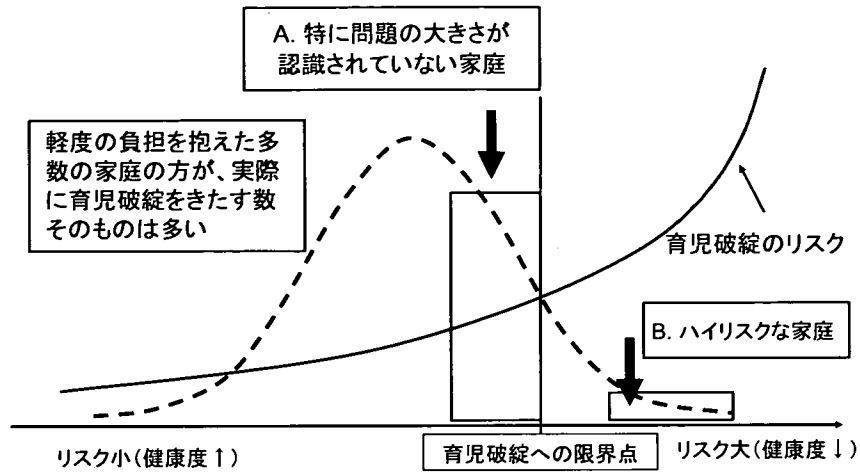 A. 特に問題の大きさが
認識されていない家庭
軽度の負担を抱えた多
数の家庭の方が、実際
に育児破綻をきたす数
そのものは多い
育児破綻のリスク
B. ハイリスクな家庭
リスク小(健康度↑)
育児破綻への限界点
リスク大(健康度↓)